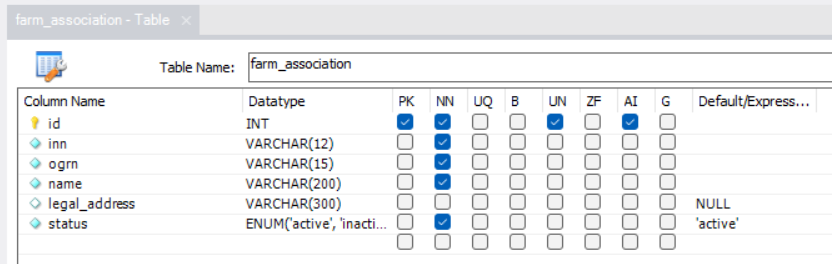 farm_association - Table ×
Table Name: farm_association
Column Name Datatype PK NN UQ B UN ZF AI G Default/Express...
id INT
inn VARCHAR(12)
ogrn VARCHAR(15)
name VARCHAR(200)
legal_address VARCHAR(300) NULL
status ENUM('active', 'inacti... 'active'